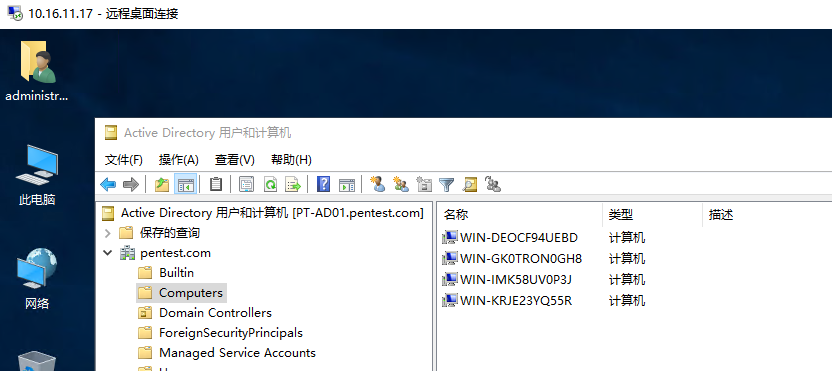 10.16.11.17 - 远程桌面连接
administr...
此电脑
网络
Active Directory 用户和计算机
文件(F) 操作(A) 查看(V) 帮助(H)
Active Directory 用户和计算机 [PT-AD01.pentest.com]
保存的查询
pentest.com
Builtin
Computers
Domain Controllers
ForeignSecurityPrincipals
Managed Service Accounts
名称 类型 描述
WIN-DEOCF94UEBD 计算机
WIN-GK0TRON0GH8 计算机
WIN-IMK58UV0P3J 计算机
WIN-KRJE23YQ55R 计算机